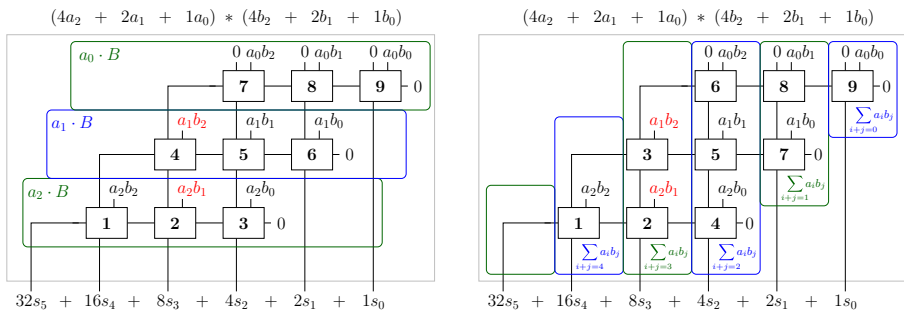 (4a₂ + 2a₁ + 1a₀) * (4b₂ + 2b₁ + 1b₀)
a₀ · B
0 a₀b₂ 0 a₀b₁ 0 a₀b₀
7 8 9 0
a₁ · B
a₁b₂ a₁b₁ a₁b₀
4 5 6 0
a₂ · B
a₂b₂ a₂b₁ a₂b₀
1 2 3 0
32s₅ + 16s₄ + 8s₃ + 4s₂ + 2s₁ + 1s₀
(4a₂ + 2a₁ + 1a₀) * (4b₂ + 2b₁ + 1b₀)
0 a₀b₂ 0 a₀b₁ 0 a₀b₀
6 8 9 0
∑ aᵢbⱼ
i+j=0
a₁b₂ a₁b₁ a₁b₀
3 5 7 0
∑ aᵢbⱼ
i+j=1
a₂b₂ a₂b₁ a₂b₀
1 2 4 0
∑ aᵢbⱼ ∑ aᵢbⱼ ∑ aᵢbⱼ
i+j=4 i+j=3 i+j=2
32s₅ + 16s₄ + 8s₃ + 4s₂ + 2s₁ + 1s₀